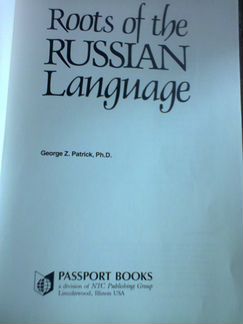 Roots of the
RUSSIAN
Language
George Z. Patrick, Ph.D.
PASSPORT BOOKS
a division of NTC Publishing Group
Lincolnwood, Illinois USA